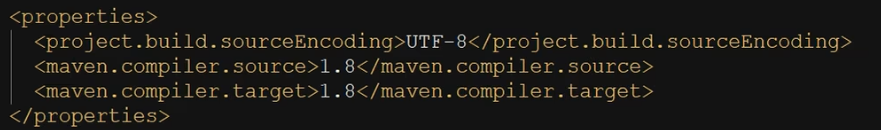 <properties>
  <project.build.sourceEncoding>UTF-8</project.build.sourceEncoding>
  <maven.compiler.source>1.8</maven.compiler.source>
  <maven.compiler.target>1.8</maven.compiler.target>
</properties>